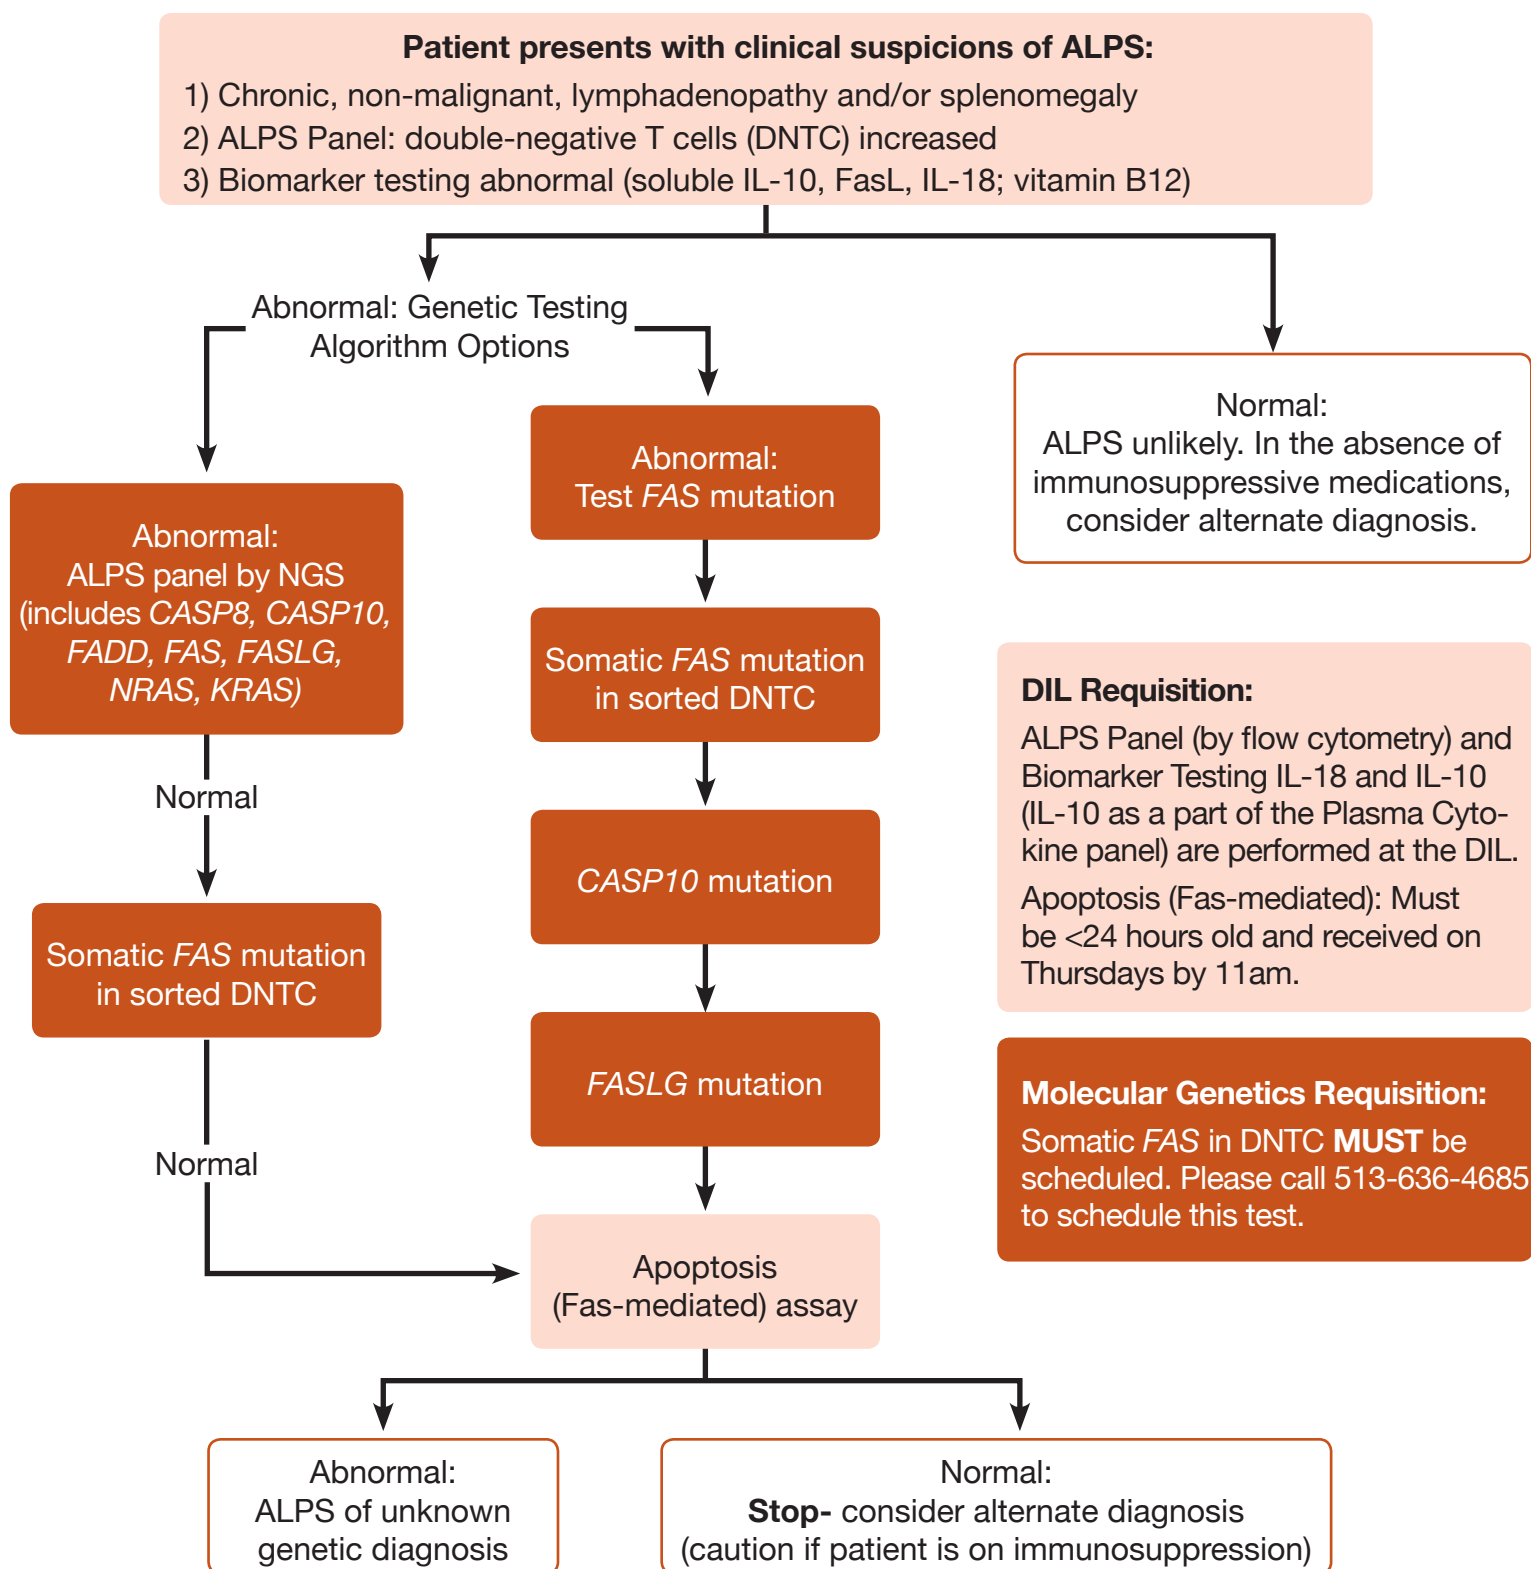 Patient presents with clinical suspicions of ALPS:
1) Chronic, non-malignant, lymphadenopathy and/or splenomegaly
2) ALPS Panel: double-negative T cells (DNTC) increased
3) Biomarker testing abnormal (soluble IL-10, FasL, IL-18; vitamin B12)
Abnormal: Genetic Testing
Algorithm Options
Abnormal:
ALPS panel by NGS
(includes CASP8, CASP10,
FADD, FAS, FASLG,
NRAS, KRAS)
Normal
Somatic FAS mutation
in sorted DNTC
Normal
Abnormal:
Test FAS mutation
Somatic FAS mutation
in sorted DNTC
CASP10 mutation
FASLG mutation
Apoptosis
(Fas-mediated) assay
Abnormal:
ALPS of unknown
genetic diagnosis
Normal:
Stop- consider alternate diagnosis
(caution if patient is on immunosuppression)
Normal:
ALPS unlikely. In the absence of
immunosuppressive medications,
consider alternate diagnosis.
DIL Requisition:
ALPS Panel (by flow cytometry) and
Biomarker Testing IL-18 and IL-10
(IL-10 as a part of the Plasma Cyto-
kine panel) are performed at the DIL.
Apoptosis (Fas-mediated): Must
be <24 hours old and received on
Thursdays by 11am.
Molecular Genetics Requisition:
Somatic FAS in DNTC MUST be
scheduled. Please call 513-636-4685
to schedule this test.